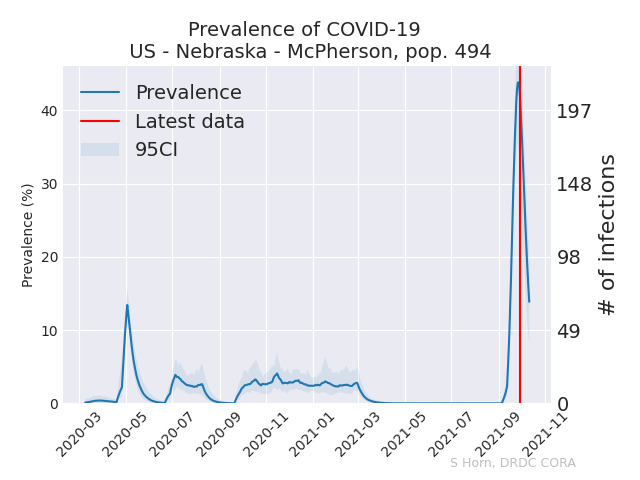 Prevalence of COVID-19
US - Nebraska - McPherson, pop. 494
Prevalence
Latest data
95CI
Prevalence (%)
40
30
20
10
0
197
148
98
49
0
# of infections
2020-03
2020-05
2020-07
2020-09
2020-11
2021-01
2021-03
2021-05
2021-07
2021-09
2021-11
S Horn, DRDC CORA